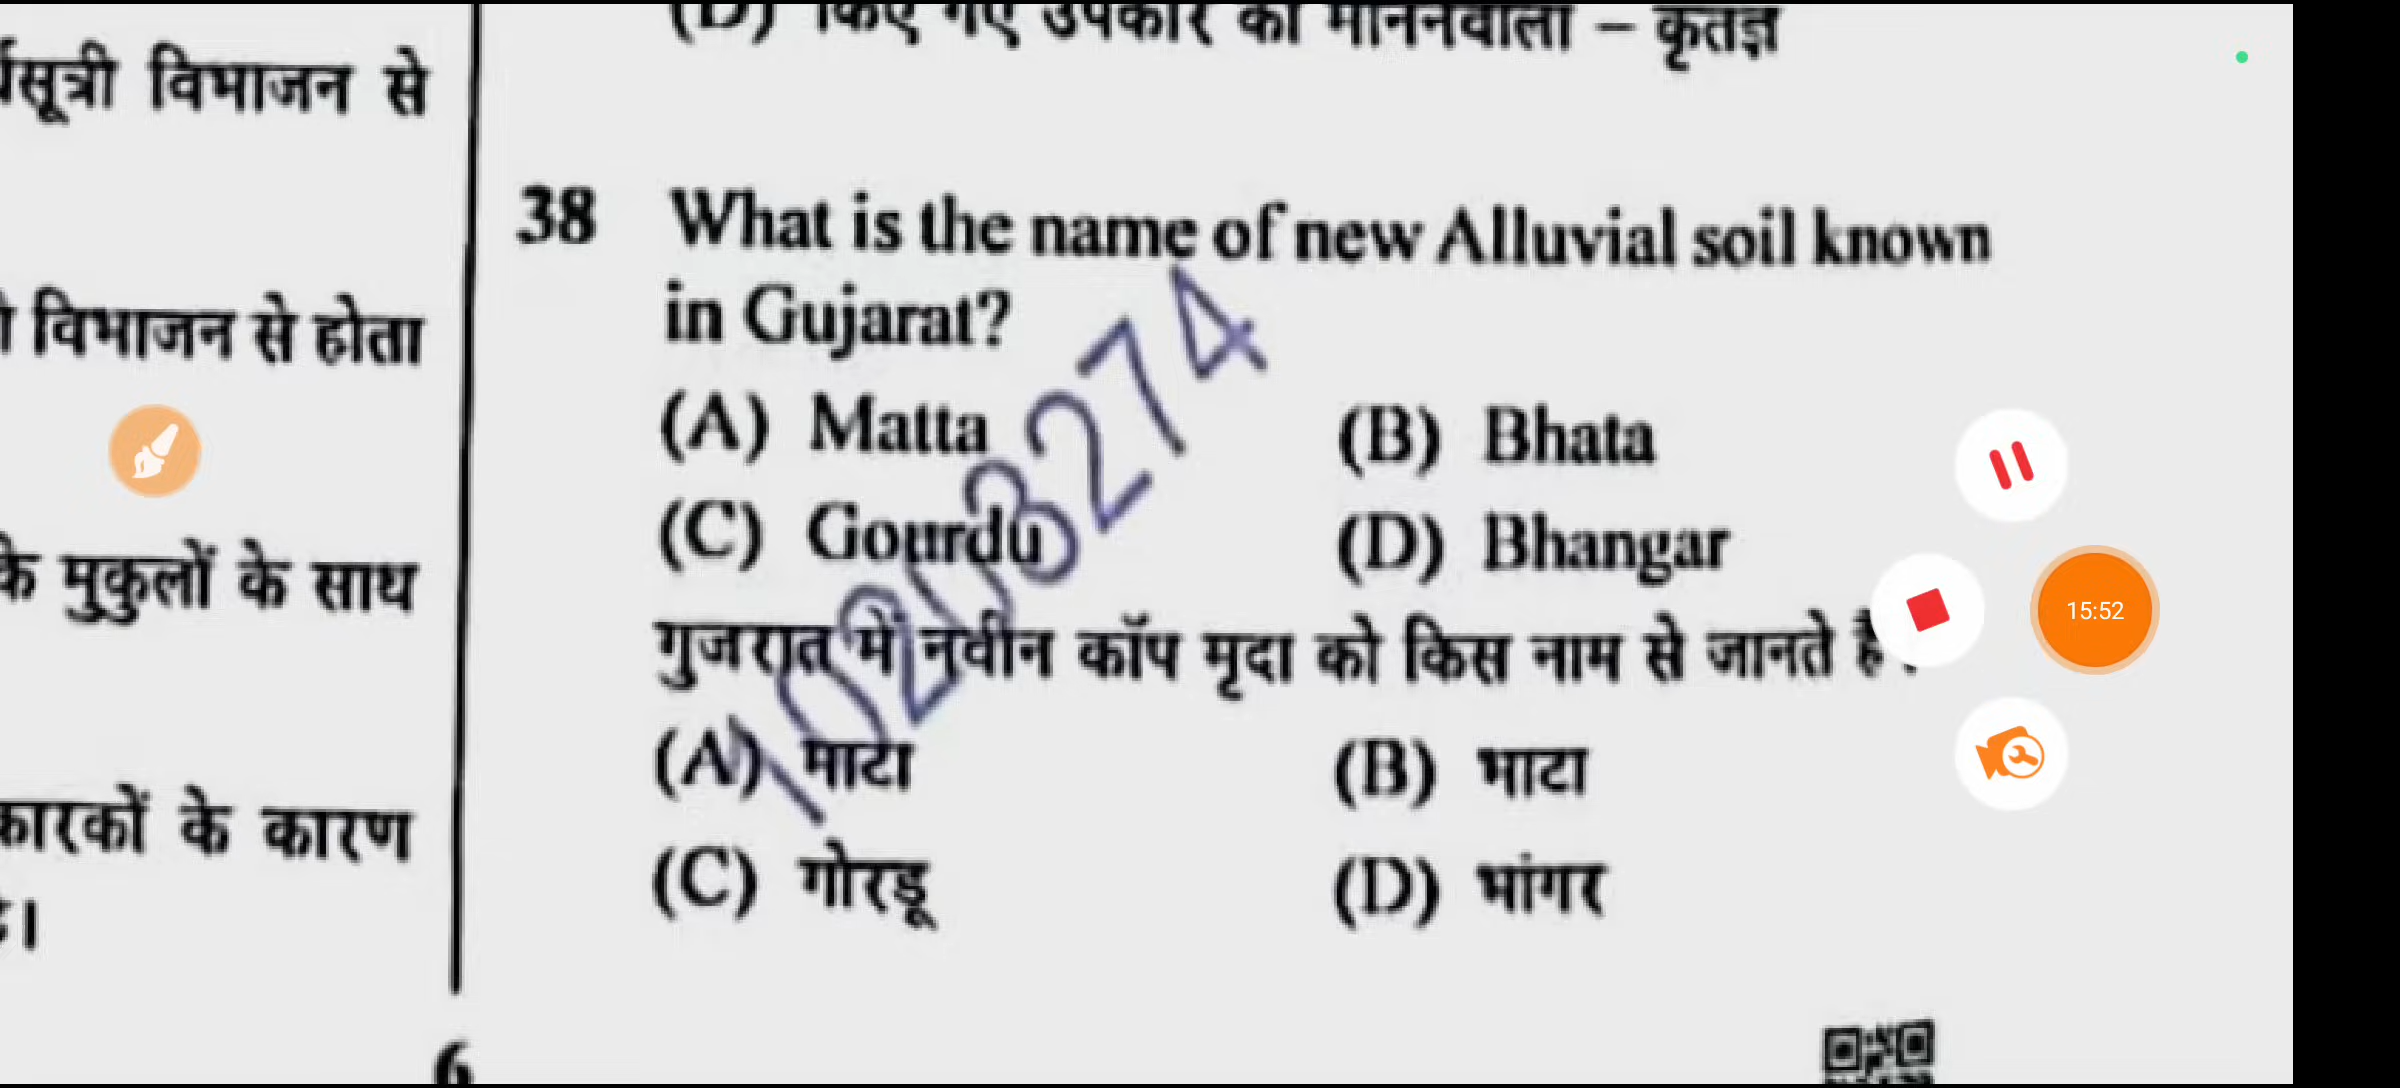 (D) किए गए उपकार को माननेवाला – कृतज्ञ
विभाजन से
38 What is the name of new Alluvial soil known
in Gujarat?
विभाजन से होता
(A) Matta (B) Bhata
(C) Gourdu (D) Bhangar
के मुकुलों के साथ
गुजरात में नवीन कॉप मृदा को किस नाम से जानते हैं
(A) माटा (B) भाटा
कारकों के कारण
(C) गोरडू (D) भांगर
है।
6
102083274
15:52